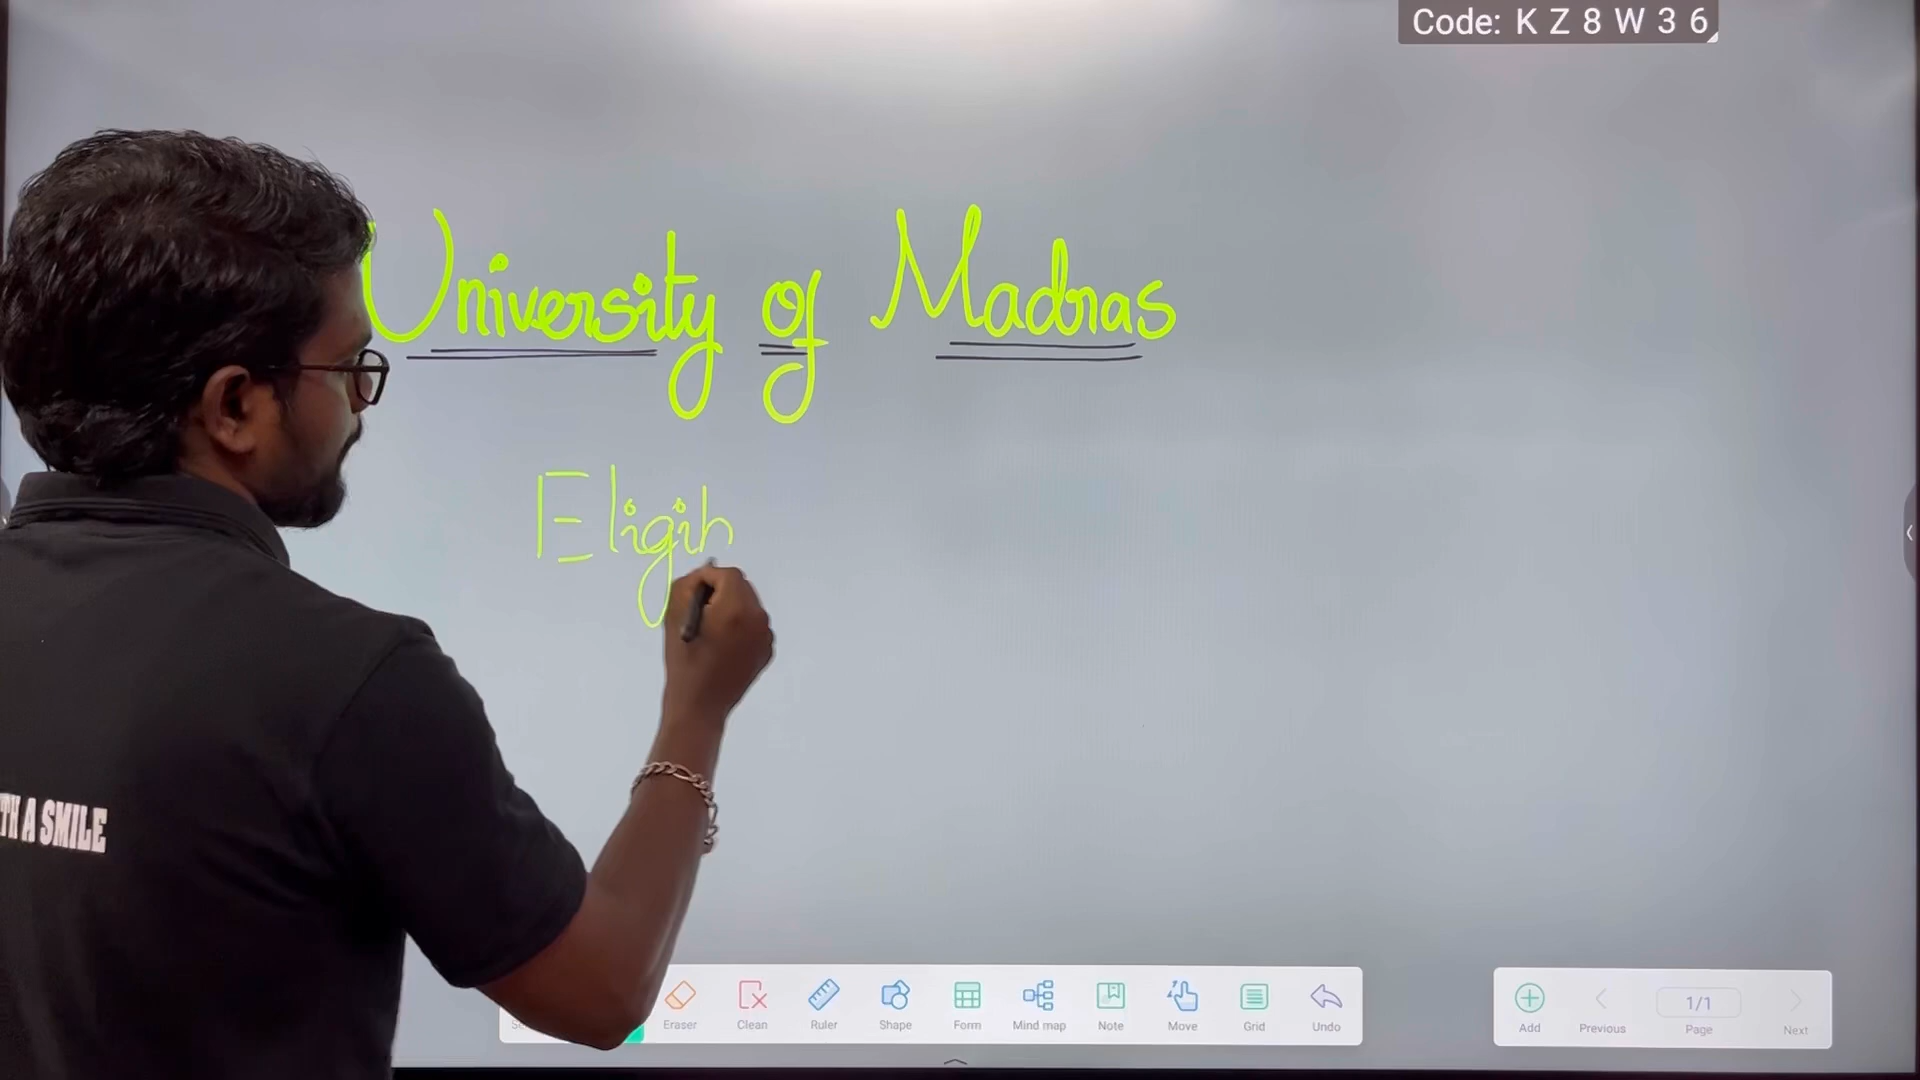 Code: K Z 8 W 3 6
University of Madras
Eligib
TH A SMILE
Eraser Clean Ruler Shape Form Mind map Note Move Grid Undo
Add Previous 1/1 Page Next